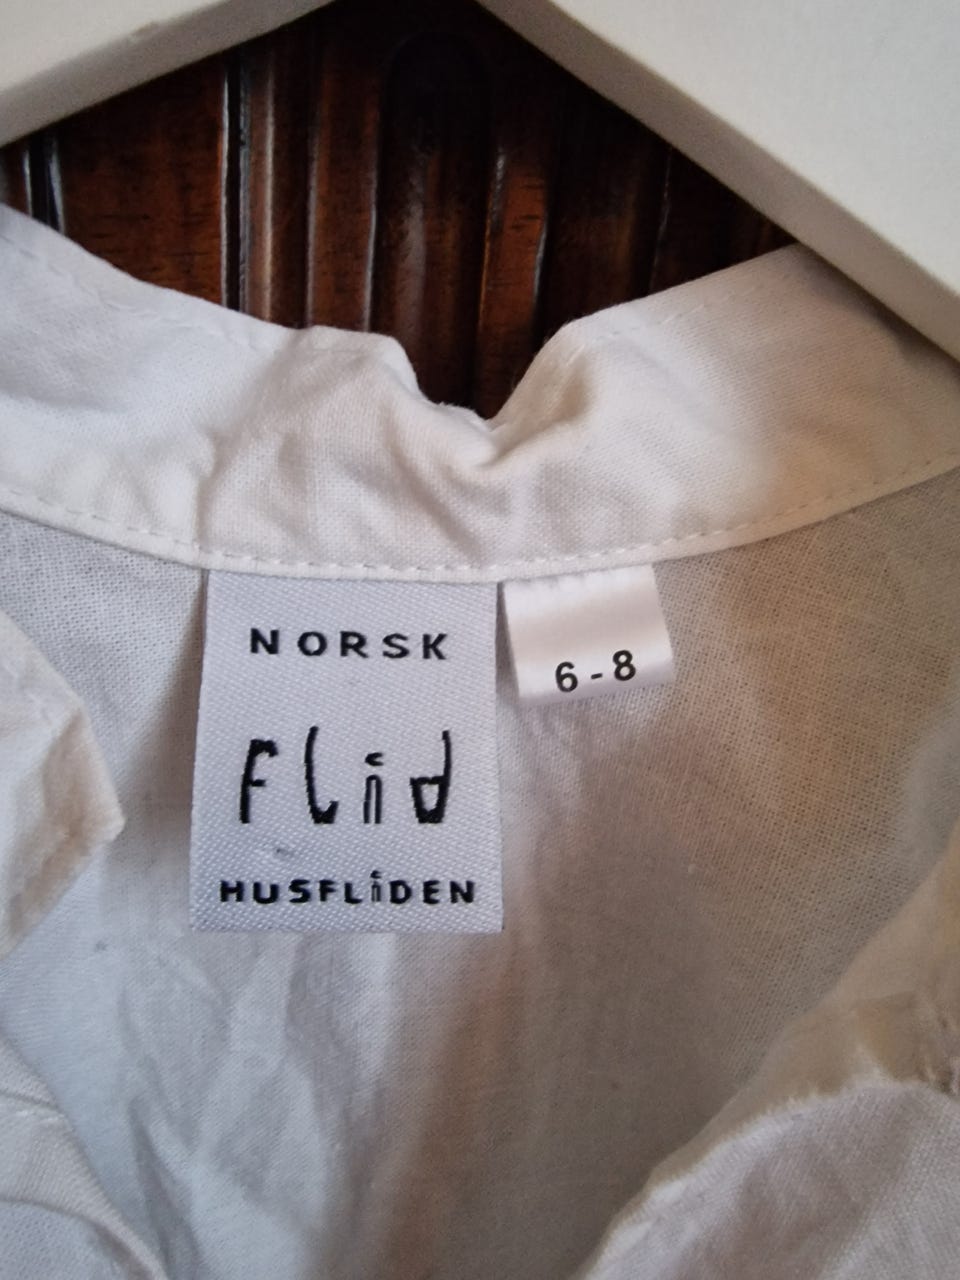 NORSK
flid
HUSFLiDEN
6-8